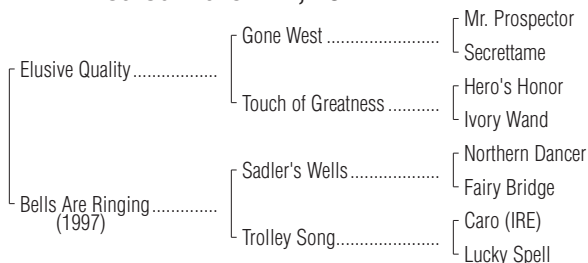 Elusive Quality
Bells Are Ringing
(1997)
Gone West
Touch of Greatness
Sadler's Wells
Trolley Song
Mr. Prospector
Secrettame
Hero's Honor
Ivory Wand
Northern Dancer
Fairy Bridge
Caro (IRE)
Lucky Spell